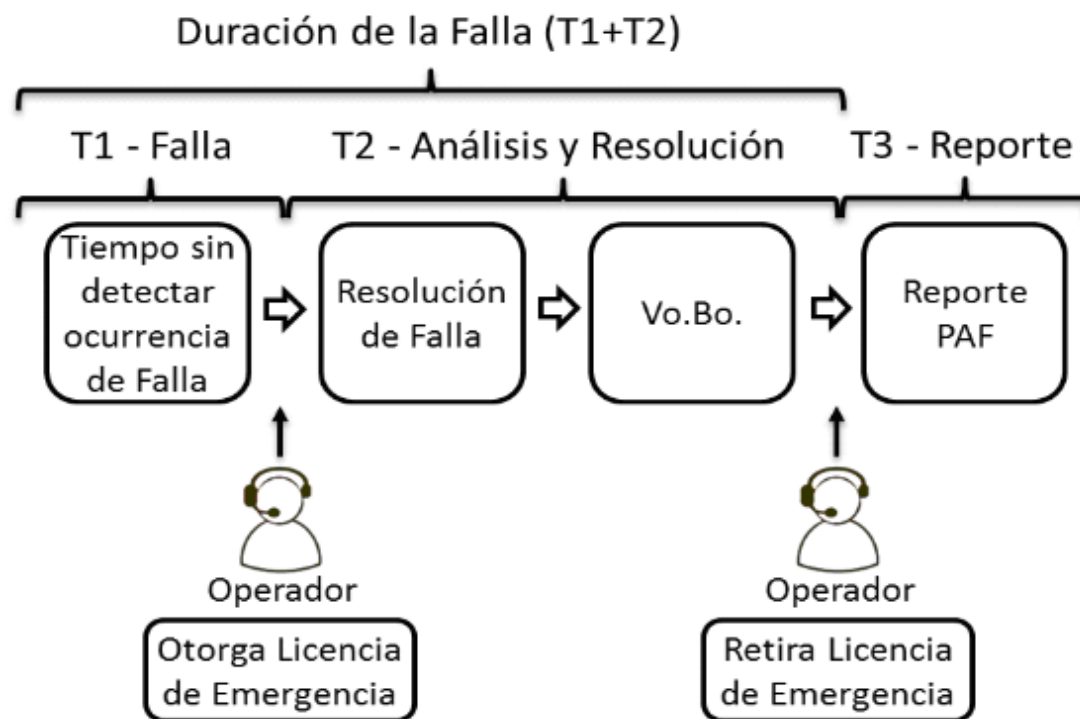 Duración de la Falla (T1+T2)
T1 - Falla
T2 - Análisis y Resolución
T3 - Reporte
Tiempo sin
detectar
ocurrencia
de Falla
Resolución
de Falla
Vo.Bo.
Reporte
PAF
Operador
Otorga Licencia
de Emergencia
Operador
Retira Licencia
de Emergencia